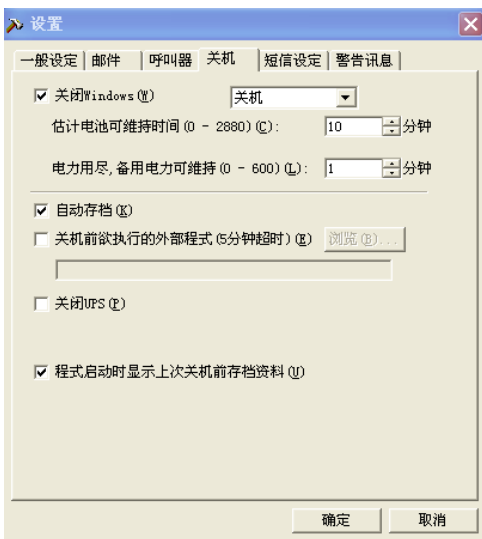 设置
一般设定 邮件 呼叫器 关机 短信设定 警告讯息
关闭Windows(W) 关机
估计电池可维持时间(0 - 2880)(C): 10 分钟
电力用尽,备用电力可维持(0 - 600)(L): 1 分钟
自动存档(K)
关机前欲执行的外部程式(5分钟超时)(E) 浏览(B)...
关闭UPS(P)
程式启动时显示上次关机前存档资料(U)
确定 取消